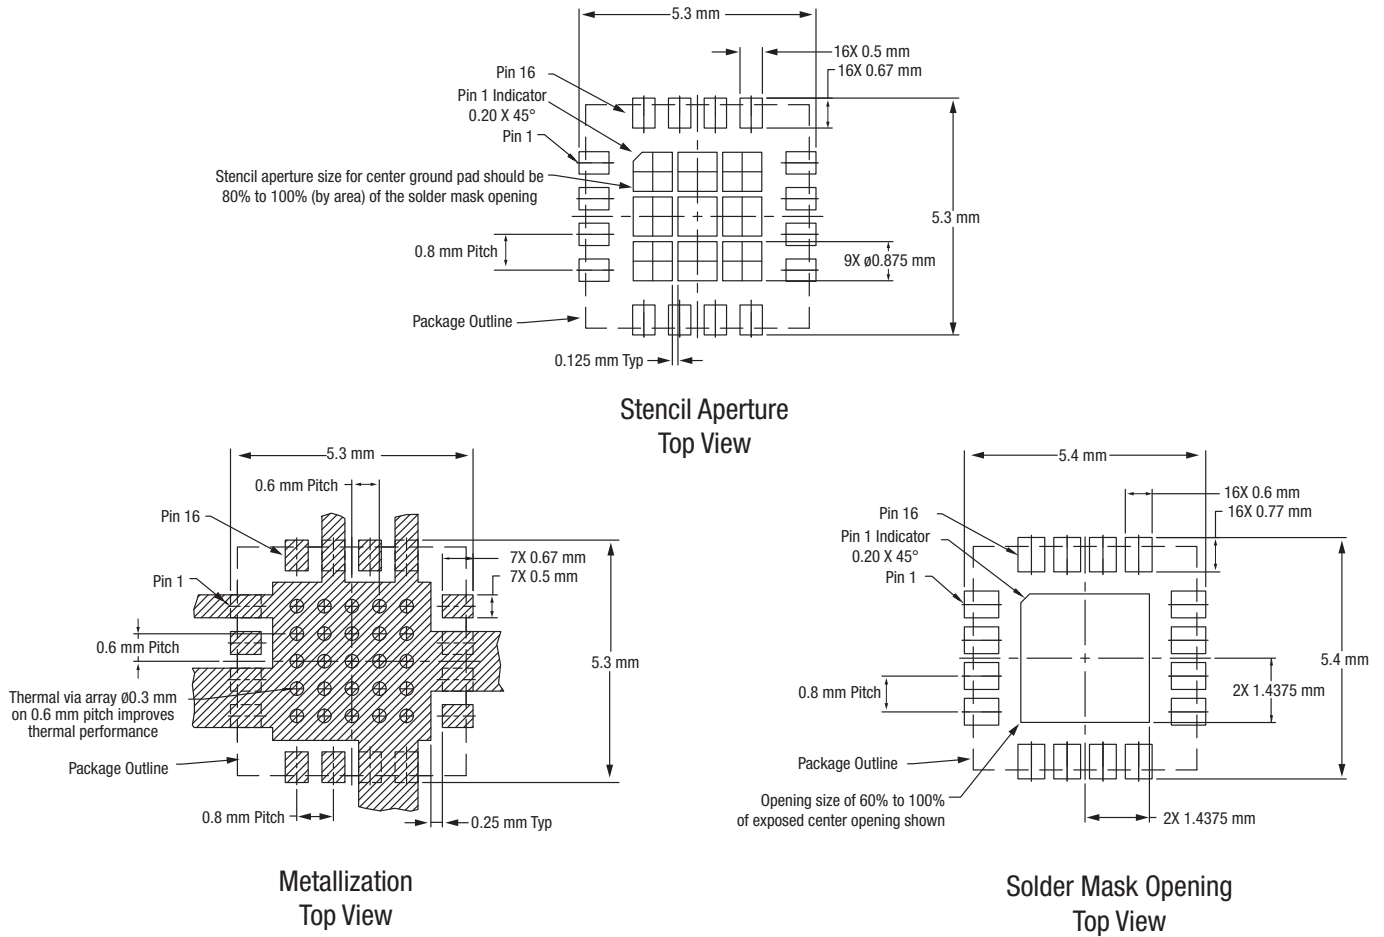 5.3 mm
16X 0.5 mm
16X 0.67 mm
Pin 16
Pin 1 Indicator
0.20 X 45°
Pin 1
Stencil aperture size for center ground pad should be
80% to 100% (by area) of the solder mask opening
5.3 mm
0.8 mm Pitch
9X ø0.875 mm
Package Outline
0.125 mm Typ
Stencil Aperture
Top View
5.3 mm
0.6 mm Pitch
Pin 16
7X 0.67 mm
7X 0.5 mm
Pin 1
0.6 mm Pitch
5.3 mm
Thermal via array ø0.3 mm
on 0.6 mm pitch improves
thermal performance
Package Outline
0.8 mm Pitch
0.25 mm Typ
Metallization
Top View
5.4 mm
16X 0.6 mm
16X 0.77 mm
Pin 16
Pin 1 Indicator
0.20 X 45°
Pin 1
5.4 mm
0.8 mm Pitch
2X 1.4375 mm
Package Outline
Opening size of 60% to 100%
of exposed center opening shown
2X 1.4375 mm
Solder Mask Opening
Top View